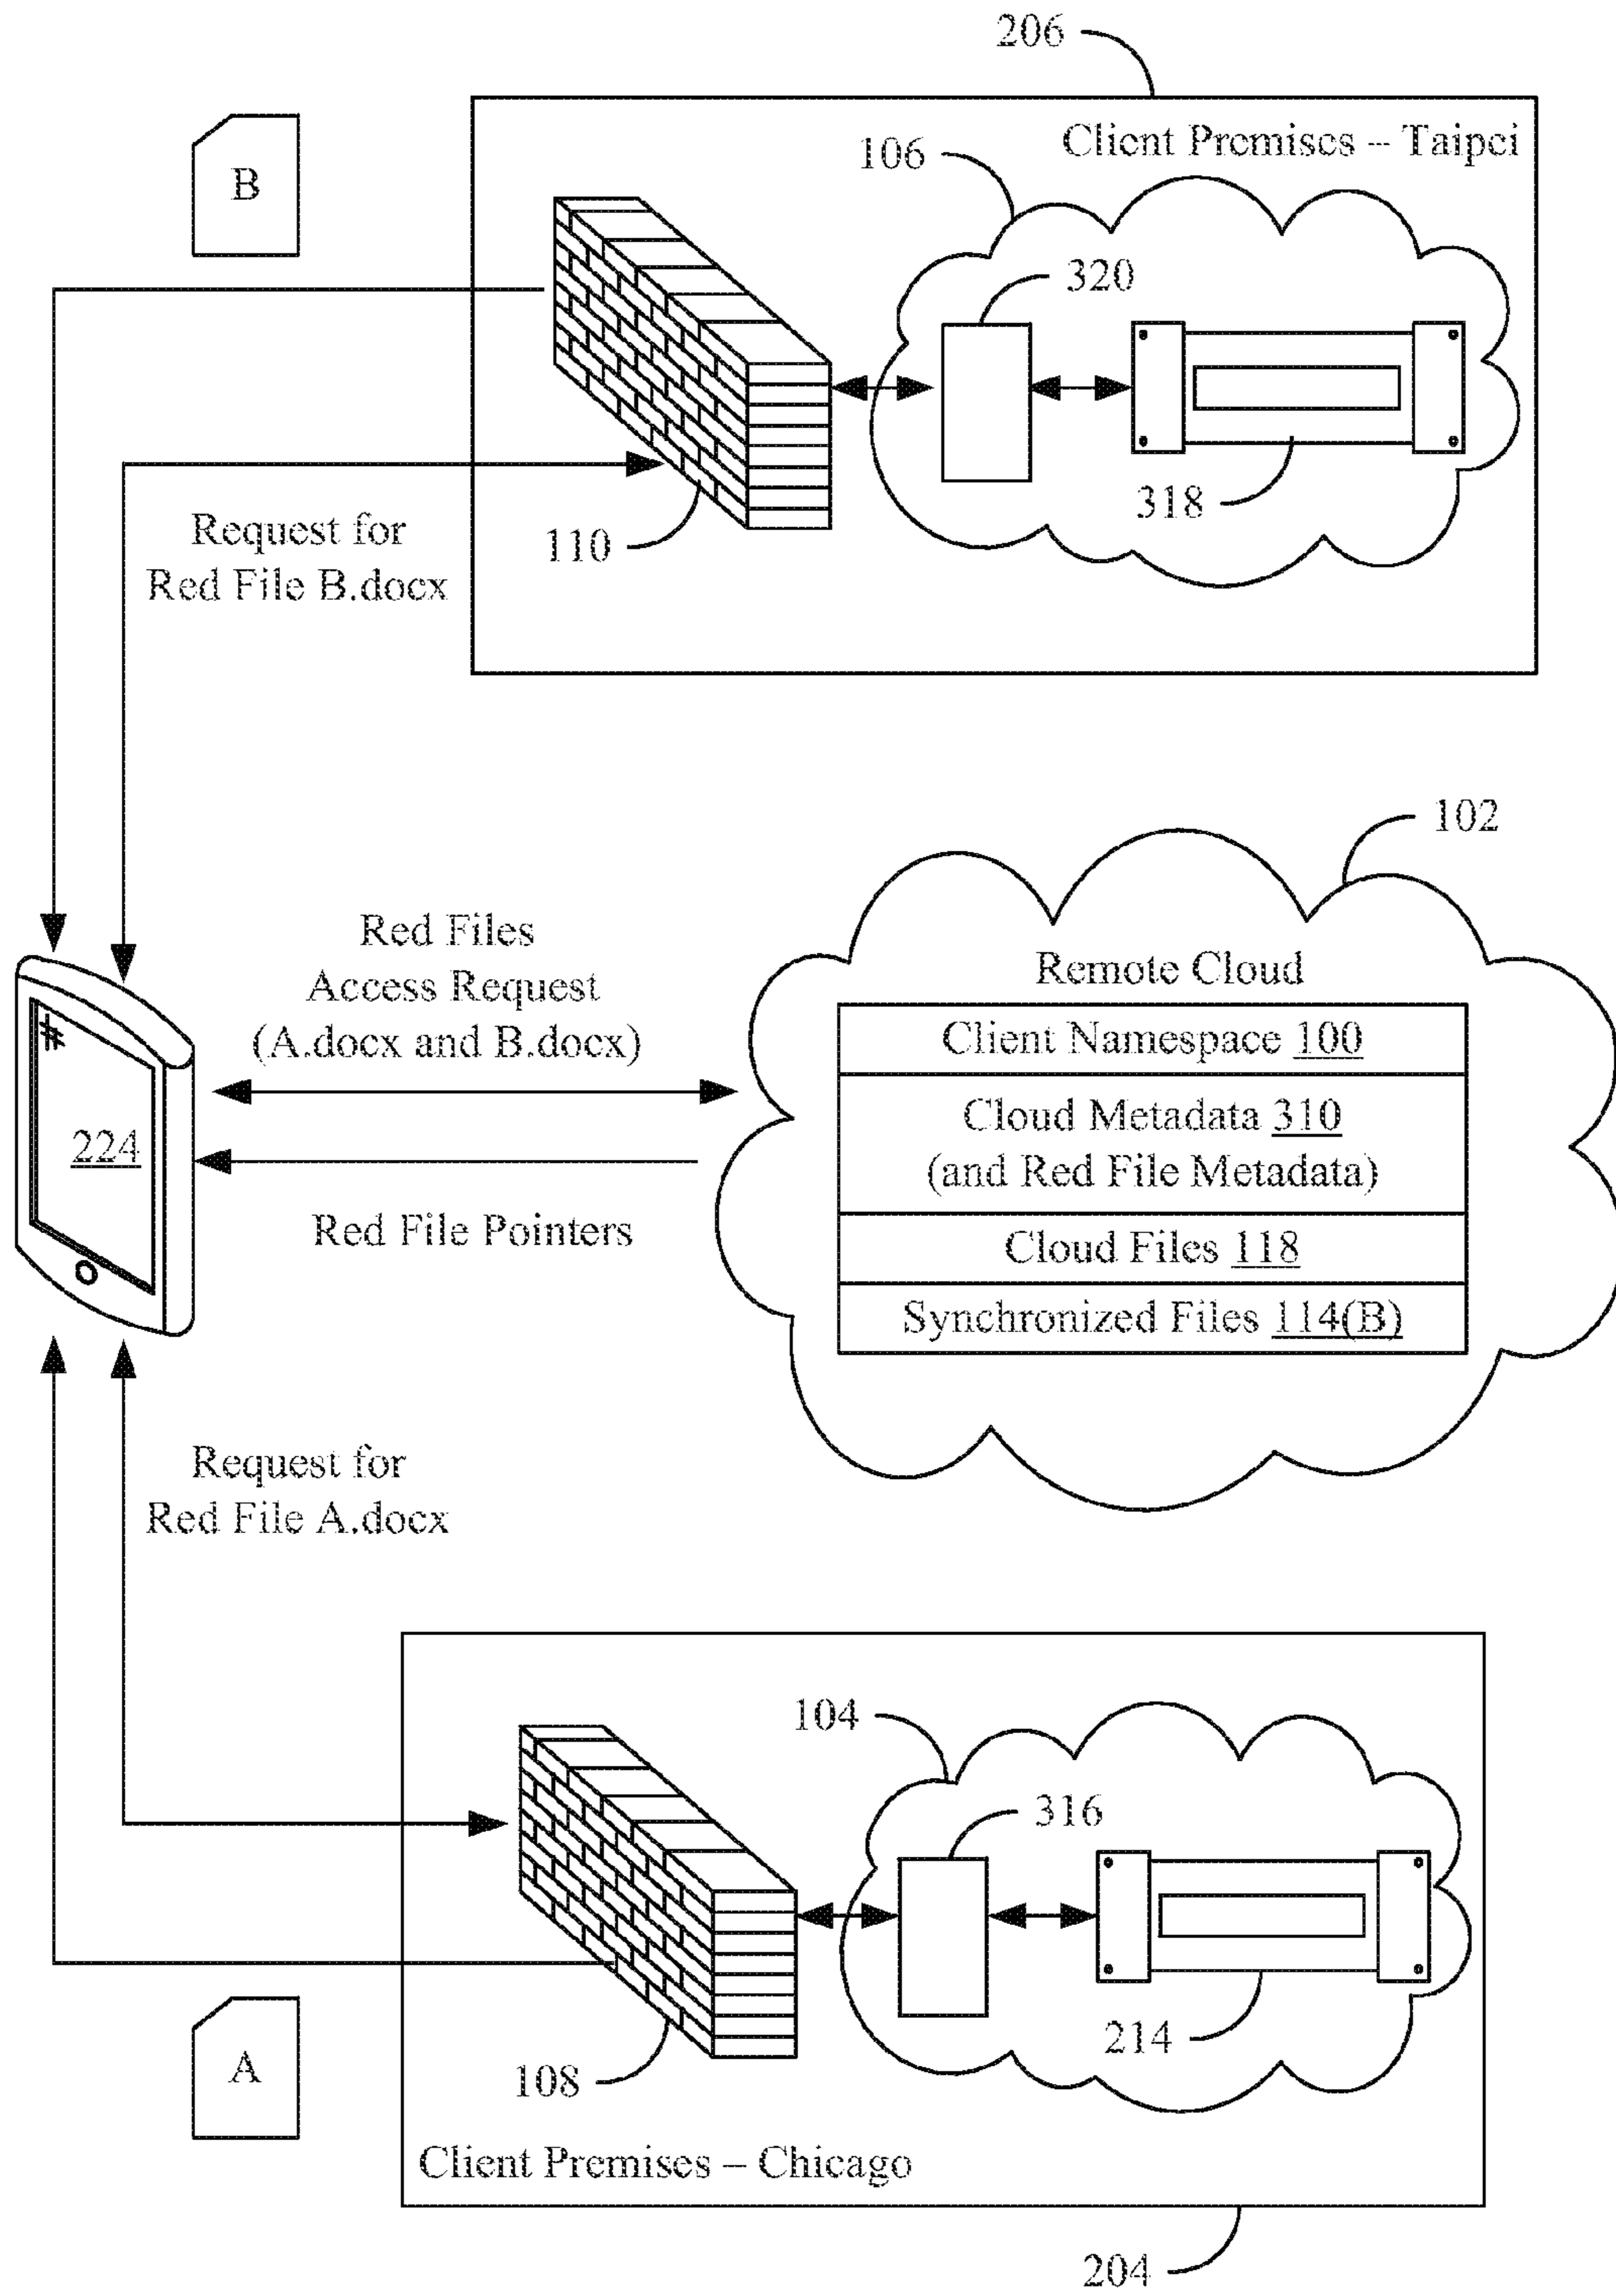 206
Client Premises – Taipei
106
B
320
318
110
Request for
Red File B.docx
102
Red Files
Access Request
(A.docx and B.docx)
Remote Cloud
Client Namespace 100
Cloud Metadata 310
(and Red File Metadata)
Cloud Files 118
Synchronized Files 114(B)
224
Red File Pointers
Request for
Red File A.docx
104
316
214
108
A
Client Premises – Chicago
204